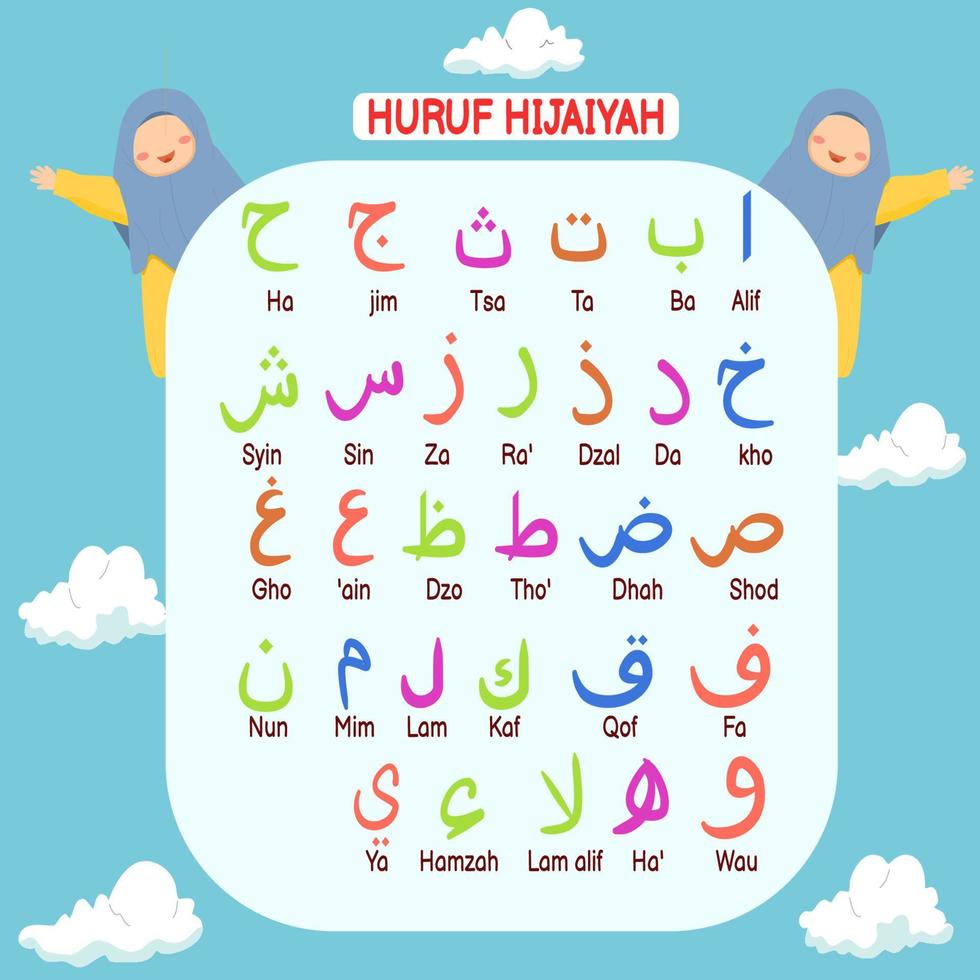 HURUF HIJAIYAH
ا ب ت ث ج ح
Alif Ba Ta Tsa jim Ha
خ د ذ ر ز س ش
kho Da Dzal Ra' Za Sin Syin
ص ض ط ظ ع غ
Shod Dhah Tho' Dzo 'ain Gho
ف ق ك ل م ن
Fa Qof Kaf Lam Mim Nun
و ه لا ء ي
Wau Ha' Lam alif Hamzah Ya